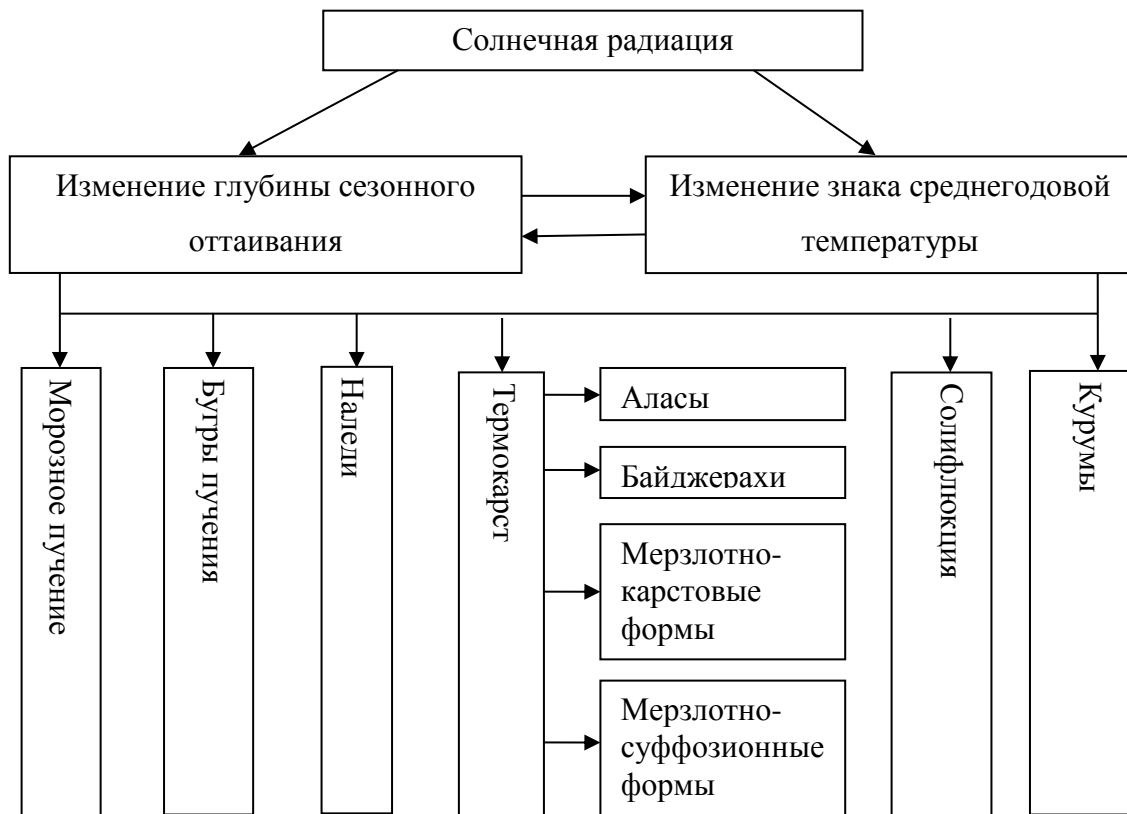 Солнечная радиация
Изменение глубины сезонного
оттаивания
Изменение знака среднегодовой
температуры
Морозное пучение
Бугры пучения
Наледи
Термокарст
Аласы
Байджерахи
Мерзлотно-
карстовые
формы
Мерзлотно-
суффозионные
формы
Солифлюкция
Курумы